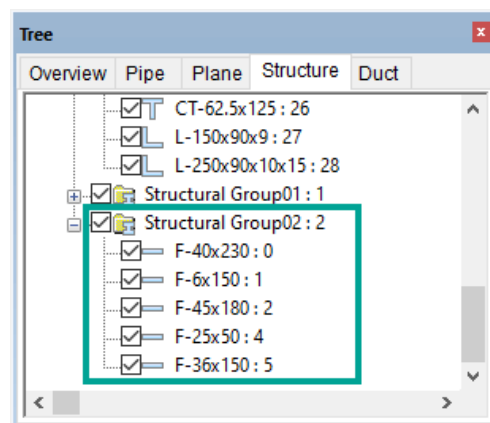 Tree
x
Overview Pipe Plane Structure Duct
CT-62.5x125 : 26
L-150x90x9 : 27
L-250x90x10x15 : 28
Structural Group01 : 1
Structural Group02 : 2
F-40x230 : 0
F-6x150 : 1
F-45x180 : 2
F-25x50 : 4
F-36x150 : 5